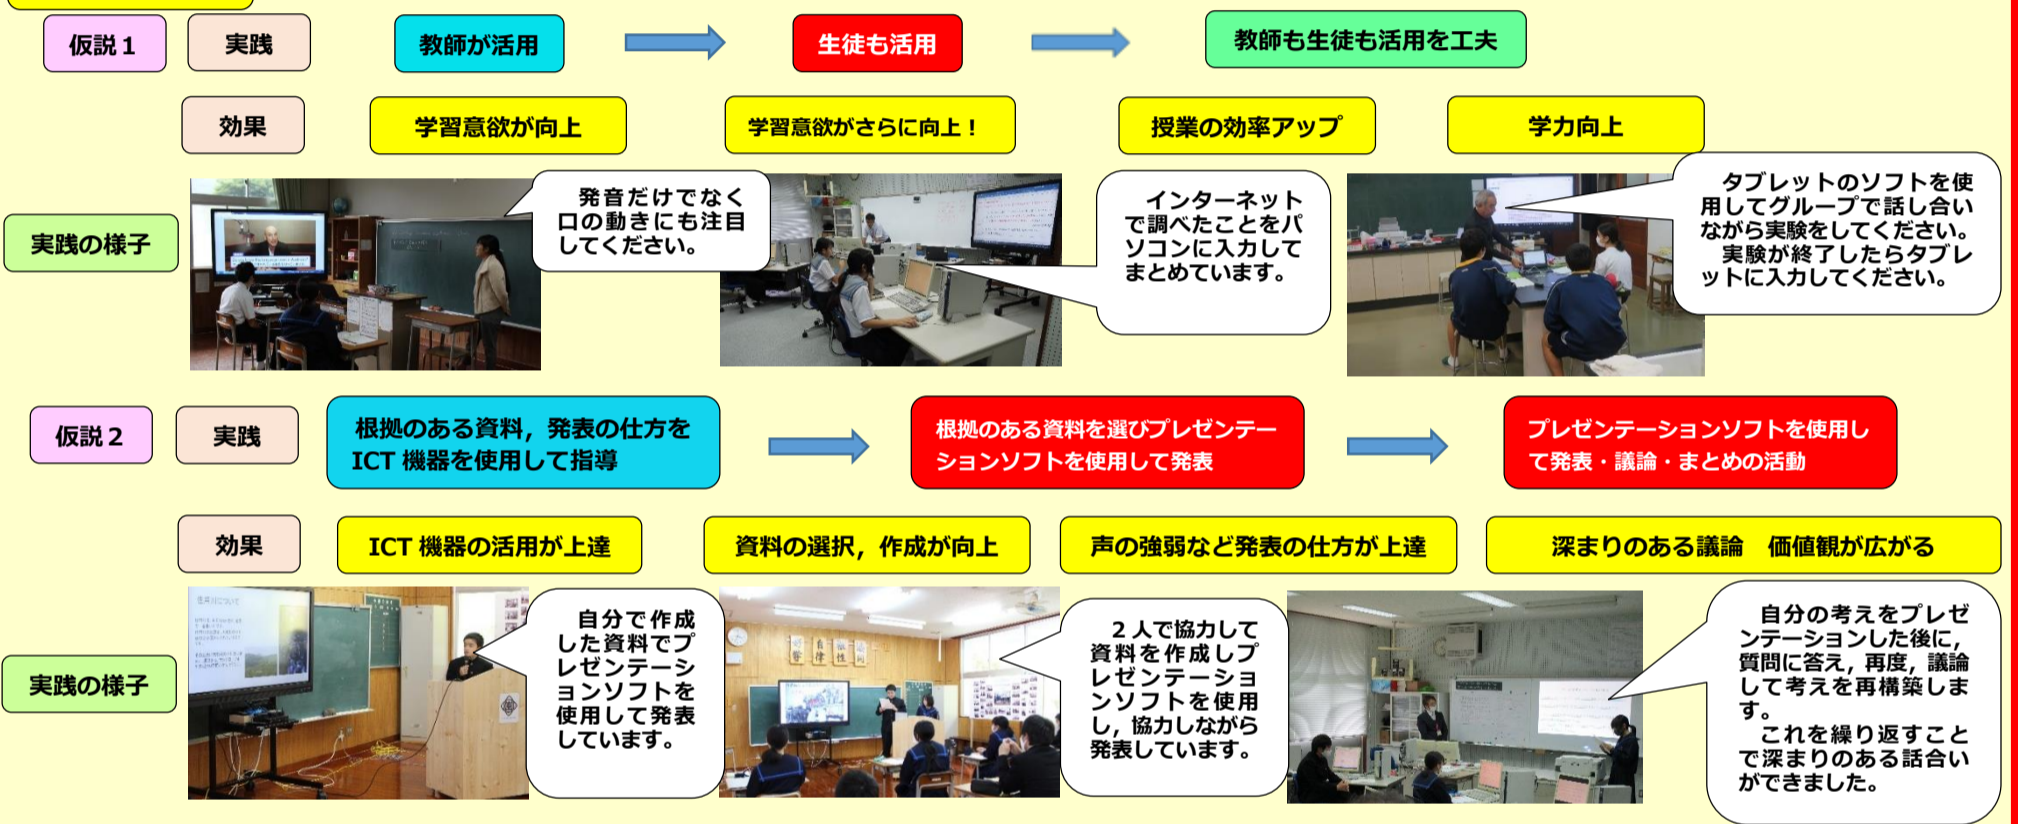 仮説１
実践
教師が活用
生徒も活用
教師も生徒も活用を工夫
効果
学習意欲が向上
学習意欲がさらに向上！
授業の効率アップ
学力向上
実践の様子
発音だけでなく
口の動きにも注目
してください。
インターネット
で調べたことをパ
ソコンに入力して
まとめています。
タブレットのソフトを使
用してグループで話し合い
ながら実験をしてください。
実験が終了したらタブレ
ットに入力してください。
仮説２
実践
根拠のある資料，発表の仕方を
ICT 機器を使用して指導
根拠のある資料を選びプレゼンテー
ションソフトを使用して発表
プレゼンテーションソフトを使用し
て発表・議論・まとめの活動
効果
ICT 機器の活用が上達
資料の選択，作成が向上
声の強弱など発表の仕方が上達
深まりのある議論　価値観が広がる
実践の様子
自分で作成
した資料でプ
レゼンテーシ
ョンソフトを
使用して発表
しています。
２人で協力して
資料を作成しプ
レゼンテーショ
ンソフトを使用
し，協力しながら
発表しています。
自分の考えをプレゼ
ンテーションした後に，
質問に答え，再度，議論
して考えを再構築しま
す。
これを繰り返すこと
で深まりのある話合い
ができました。